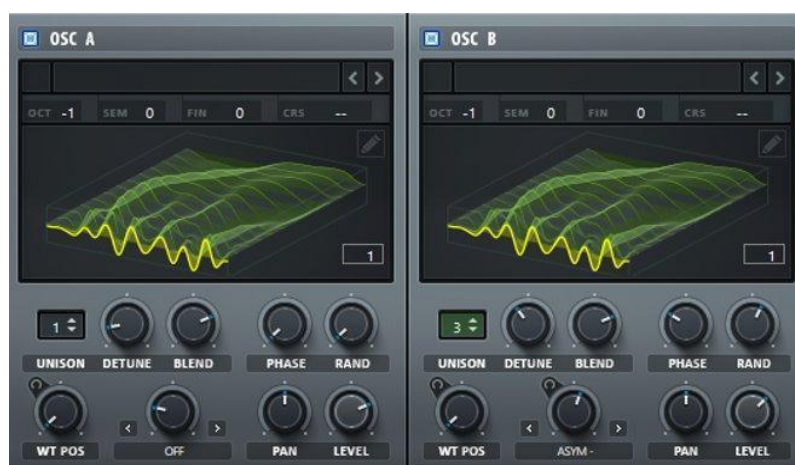 OSC A
OCT -1 SEM 0 FIN 0 CRS --
1
1
UNISON DETUNE BLEND PHASE RAND
WT POS OFF PAN LEVEL
OSC B
OCT -1 SEM 0 FIN 0 CRS --
1
3
UNISON DETUNE BLEND PHASE RAND
WT POS ASYM - PAN LEVEL